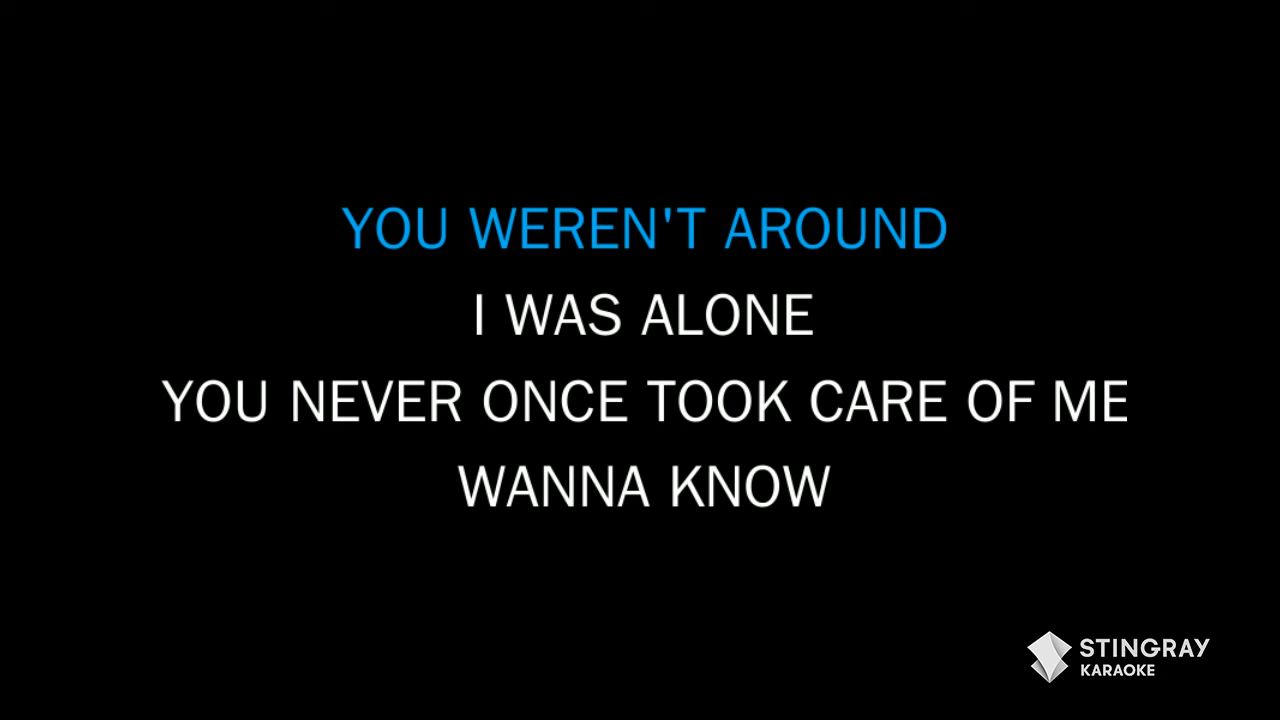 YOU WEREN'T AROUND
I WAS ALONE
YOU NEVER ONCE TOOK CARE OF ME
WANNA KNOW
STINGRAY
KARAOKE